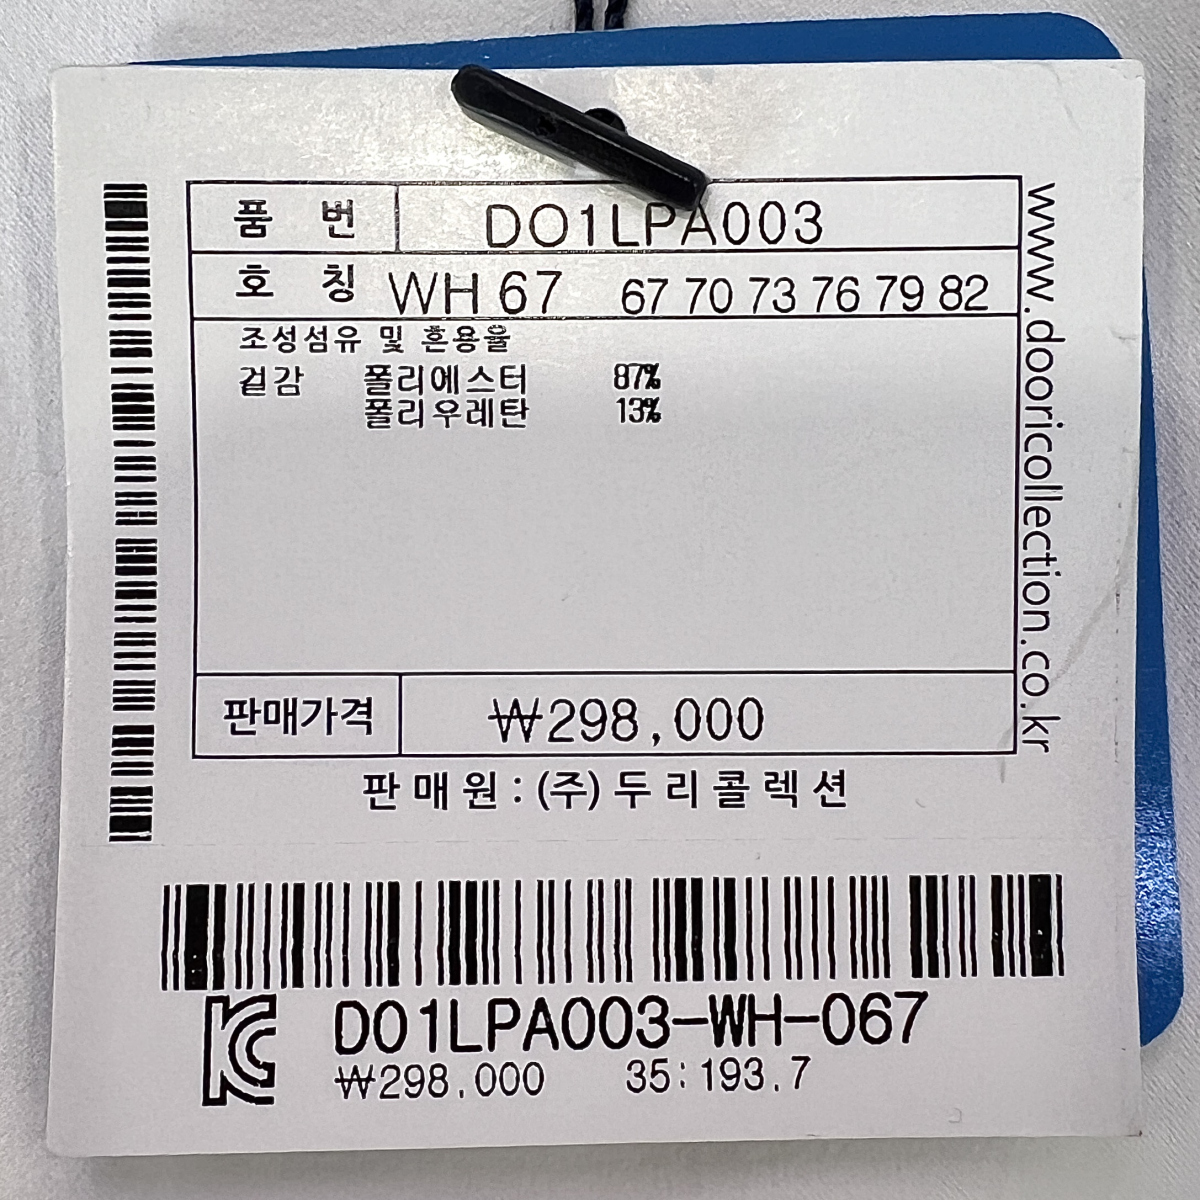 품 번 DO1LPA003
호 칭 WH 67 67 70 73 76 79 82
조성섬유 및 혼용율
겉감 폴리에스터 87%
폴리우레탄 13%
판매가격 ₩298,000
판매원 : (주)두리콜렉션
www.dooricollection.co.kr
KC DO1LPA003-WH-067
₩298,000 35:193.7